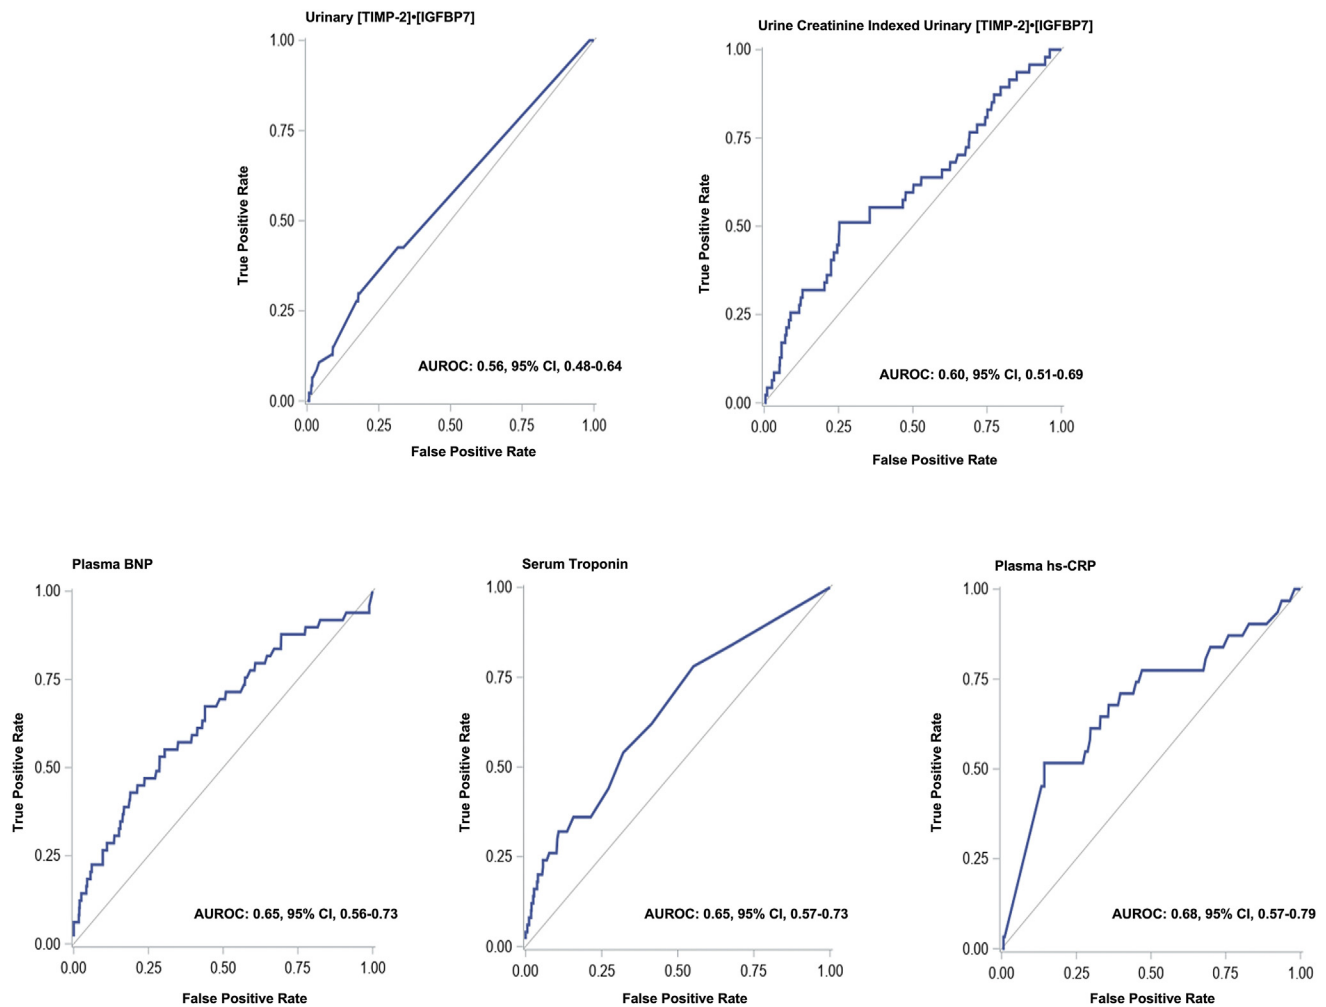 Urinary [TIMP-2]•[IGFBP7]
1.00
0.75
0.50
0.25
0.00
True Positive Rate
AUROC: 0.56, 95% CI, 0.48-0.64
0.00 0.25 0.50 0.75 1.00
False Positive Rate
Urine Creatinine Indexed Urinary [TIMP-2]•[IGFBP7]
1.00
0.75
0.50
0.25
0.00
True Positive Rate
AUROC: 0.60, 95% CI, 0.51-0.69
0.00 0.25 0.50 0.75 1.00
False Positive Rate
Plasma BNP
1.00
0.75
0.50
0.25
0.00
True Positive Rate
AUROC: 0.65, 95% CI, 0.56-0.73
0.00 0.25 0.50 0.75 1.00
False Positive Rate
Serum Troponin
1.00
0.75
0.50
0.25
0.00
True Positive Rate
AUROC: 0.65, 95% CI, 0.57-0.73
0.00 0.25 0.50 0.75 1.00
False Positive Rate
Plasma hs-CRP
1.00
0.75
0.50
0.25
0.00
True Positive Rate
AUROC: 0.68, 95% CI, 0.57-0.79
0.00 0.25 0.50 0.75 1.00
False Positive Rate